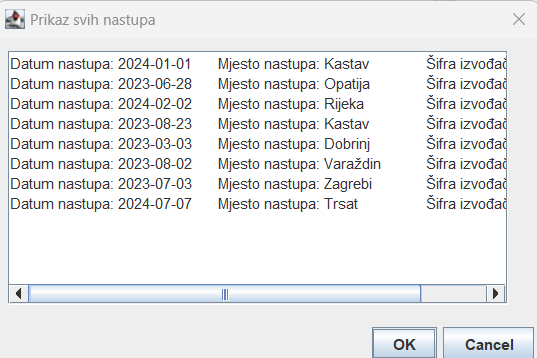 Prikaz svih nastupa
Datum nastupa: 2024-01-01 Mjesto nastupa: Kastav Šifra izvođač
Datum nastupa: 2023-06-28 Mjesto nastupa: Opatija Šifra izvođač
Datum nastupa: 2024-02-02 Mjesto nastupa: Rijeka Šifra izvođač
Datum nastupa: 2023-08-23 Mjesto nastupa: Kastav Šifra izvođač
Datum nastupa: 2023-03-03 Mjesto nastupa: Dobrinj Šifra izvođač
Datum nastupa: 2023-08-02 Mjesto nastupa: Varaždin Šifra izvođač
Datum nastupa: 2023-07-03 Mjesto nastupa: Zagrebi Šifra izvođač
Datum nastupa: 2024-07-07 Mjesto nastupa: Trsat Šifra izvođač
OK Cancel